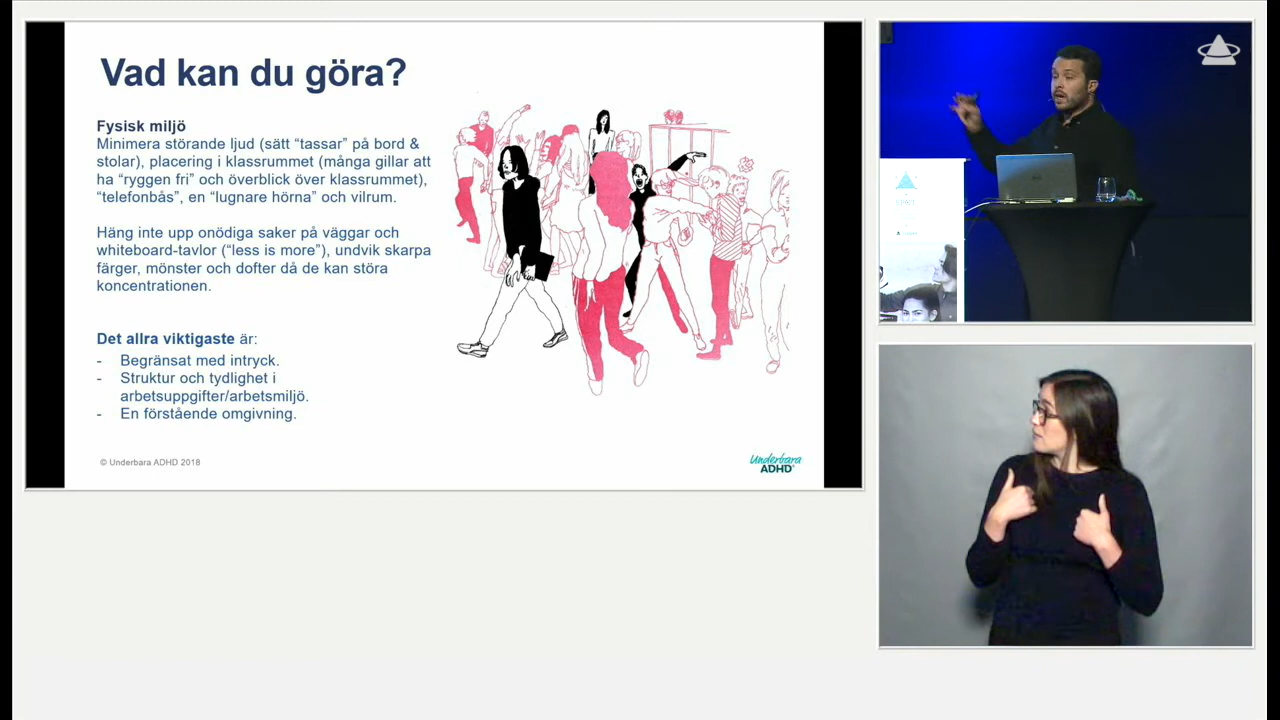 Vad kan du göra?
Fysisk miljö
Minimera störande ljud (sätt “tassar” på bord &
stolar), placering i klassrummet (många gillar att
ha “ryggen fri” och överblick över klassrummet),
“telefonbås”, en “lugnare hörna” och vilrum.
Häng inte upp onödiga saker på väggar och
whiteboard-tavlor (“less is more”), undvik skarpa
färger, mönster och dofter då de kan störa
koncentrationen.
Det allra viktigaste är:
- Begränsat med intryck.
- Struktur och tydlighet i
arbetsuppgifter/arbetsmiljö.
- En förstående omgivning.
© Underbara ADHD 2018
Underbara
ADHD